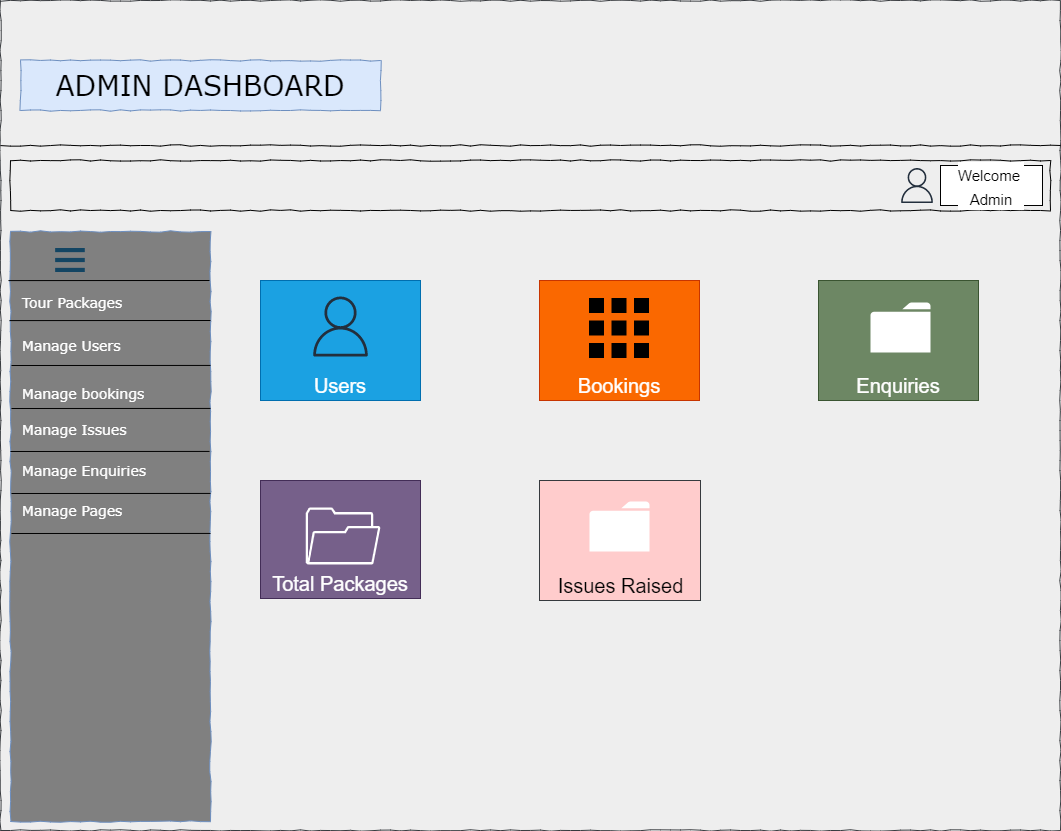 ADMIN DASHBOARD
Welcome
Admin
Tour Packages
Manage Users
Manage bookings
Manage Issues
Manage Enquiries
Manage Pages
Users
Bookings
Enquiries
Total Packages
Issues Raised